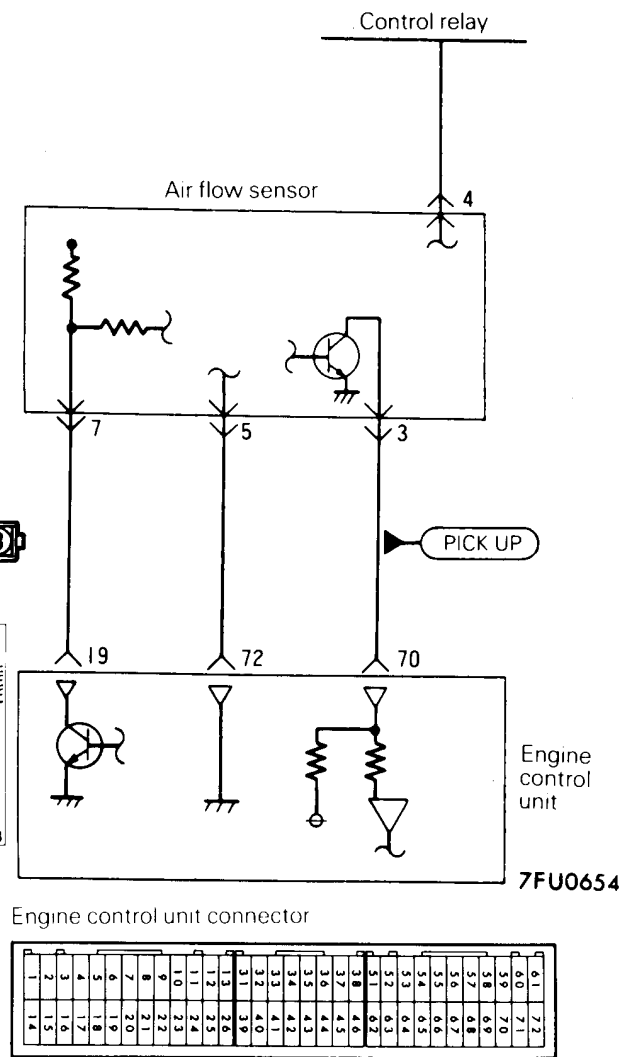 Control relay
4
Air flow sensor
7
5
3
PICK UP
19
72
70
Engine
control
unit
7FU0654
Engine control unit connector
1 2 3 4 5 6 7 8 9 10 11 12 13 31 32 33 34 35 36 37 38 51 52 53 54 55 56 57 58 59 60 61
14 15 16 17 18 19 20 21 22 23 24 25 26 39 40 41 42 43 44 45 46 62 63 64 65 66 67 68 69 70 71 72